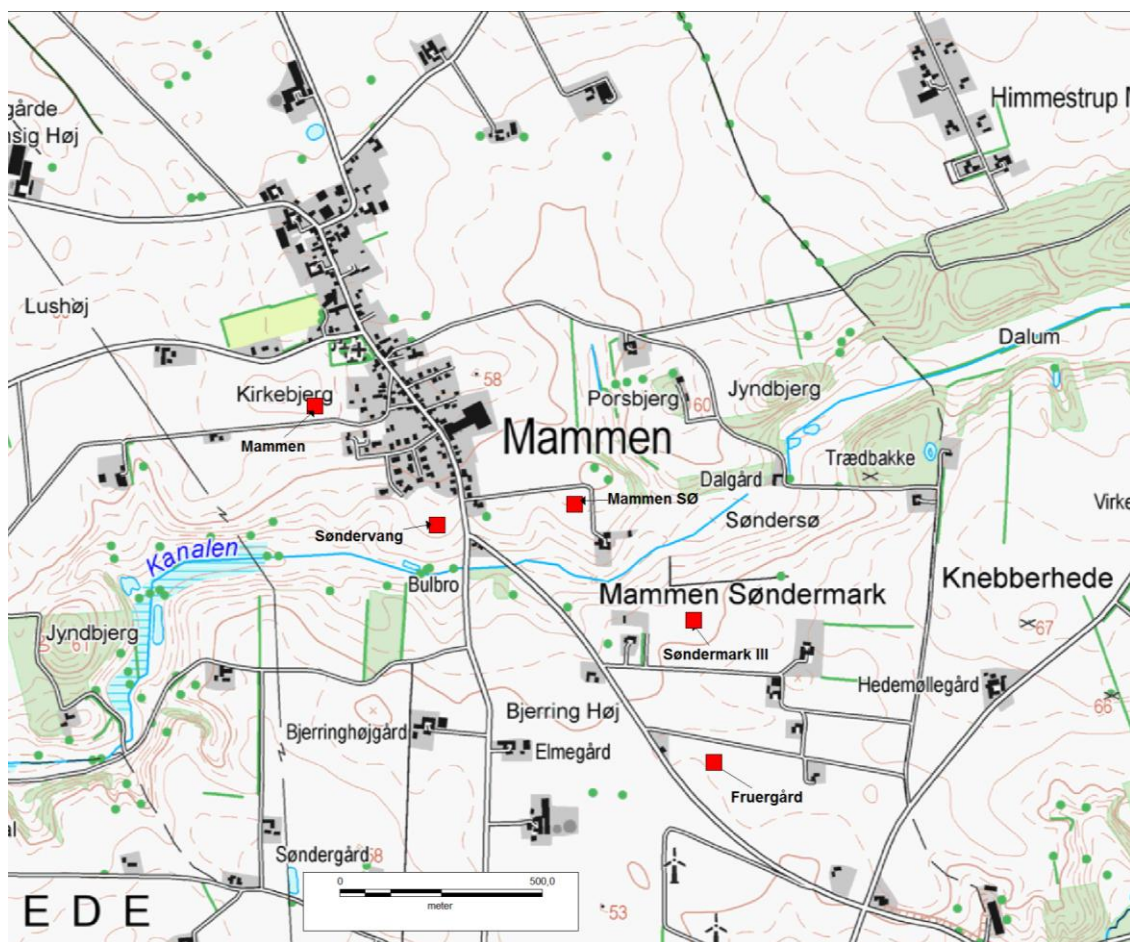 gårde
nsig Høj
Himmestrup M
Lushøj
Dalum
58
Kirkebjerg
Mammen
Porsbjerg
60
Jyndbjerg
Mammen
Trædbakke
Dalgård
Mammen SØ
Virke
Søndervang
Søndersø
Kanalen
Bulbro
Mammen Søndermark
Knebberhede
Jyndbjerg
61
67
Søndermark III
Hedemøllegård
66
Bjerring Høj
Bjerringhøjgård
Elmegård
Fruergård
al
Søndergård
58
0 500,0
meter
53
E D E